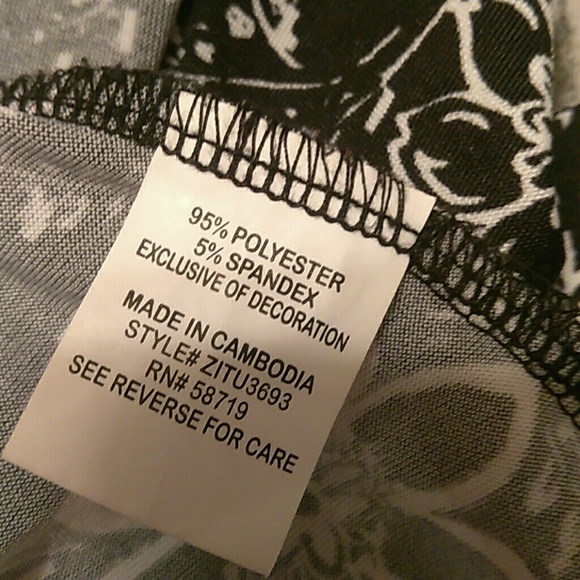 95% POLYESTER
5% SPANDEX
EXCLUSIVE OF DECORATION
MADE IN CAMBODIA
STYLE# ZITU3693
RN# 58719
SEE REVERSE FOR CARE